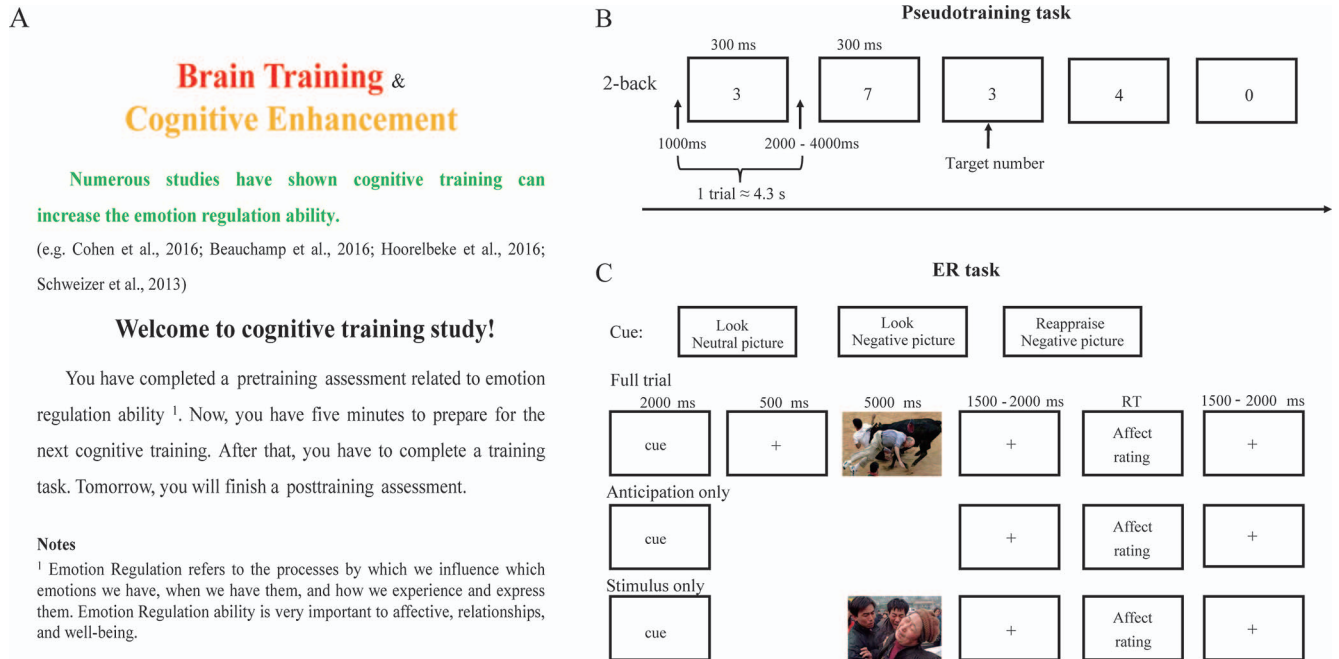 A
Brain Training &
Cognitive Enhancement
Numerous studies have shown cognitive training can
increase the emotion regulation ability.
(e.g. Cohen et al., 2016; Beauchamp et al., 2016; Hoorelbeke et al., 2016;
Schweizer et al., 2013)
Welcome to cognitive training study!
You have completed a pretraining assessment related to emotion
regulation ability ¹. Now, you have five minutes to prepare for the
next cognitive training. After that, you have to complete a training
task. Tomorrow, you will finish a posttraining assessment.
Notes
¹ Emotion Regulation refers to the processes by which we influence which
emotions we have, when we have them, and how we experience and express
them. Emotion Regulation ability is very important to affective, relationships,
and well-being.
B
Pseudotraining task
300 ms 300 ms
2-back 3 7 3 4 0
1000ms 2000 - 4000ms Target number
1 trial ≈ 4.3 s
C
ER task
Cue:
Look
Neutral picture
Look
Negative picture
Reappraise
Negative picture
Full trial
2000 ms 500 ms 5000 ms 1500 - 2000 ms RT 1500 - 2000 ms
cue + + Affect rating +
Anticipation only
cue + Affect rating +
Stimulus only
cue + Affect rating +